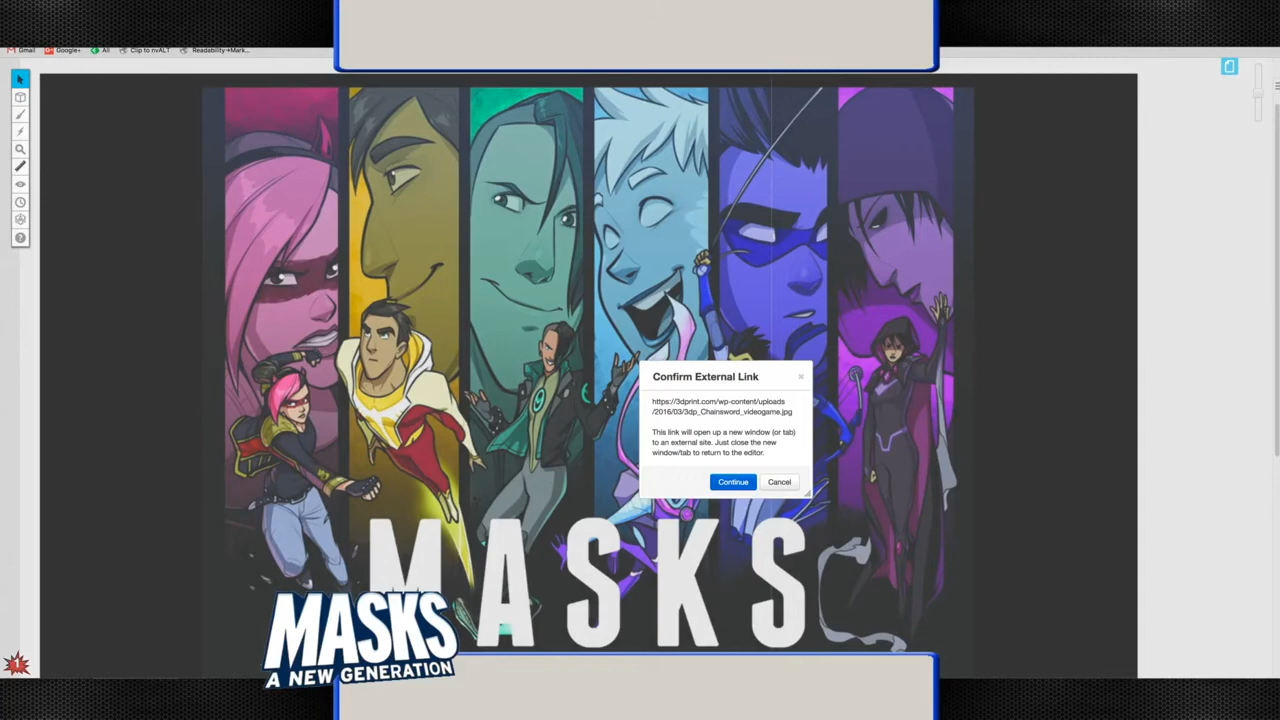 Gmail Google+ All Clip to nvALT Readability→Mark...
Confirm External Link
https://3dprint.com/wp-content/uploads
/2016/03/3dp_Chainsword_videogame.jpg
This link will open up a new window (or tab)
to an external site. Just close the new
window/tab to return to the editor.
Continue Cancel
MASKS
MASKS
A NEW GENERATION
1